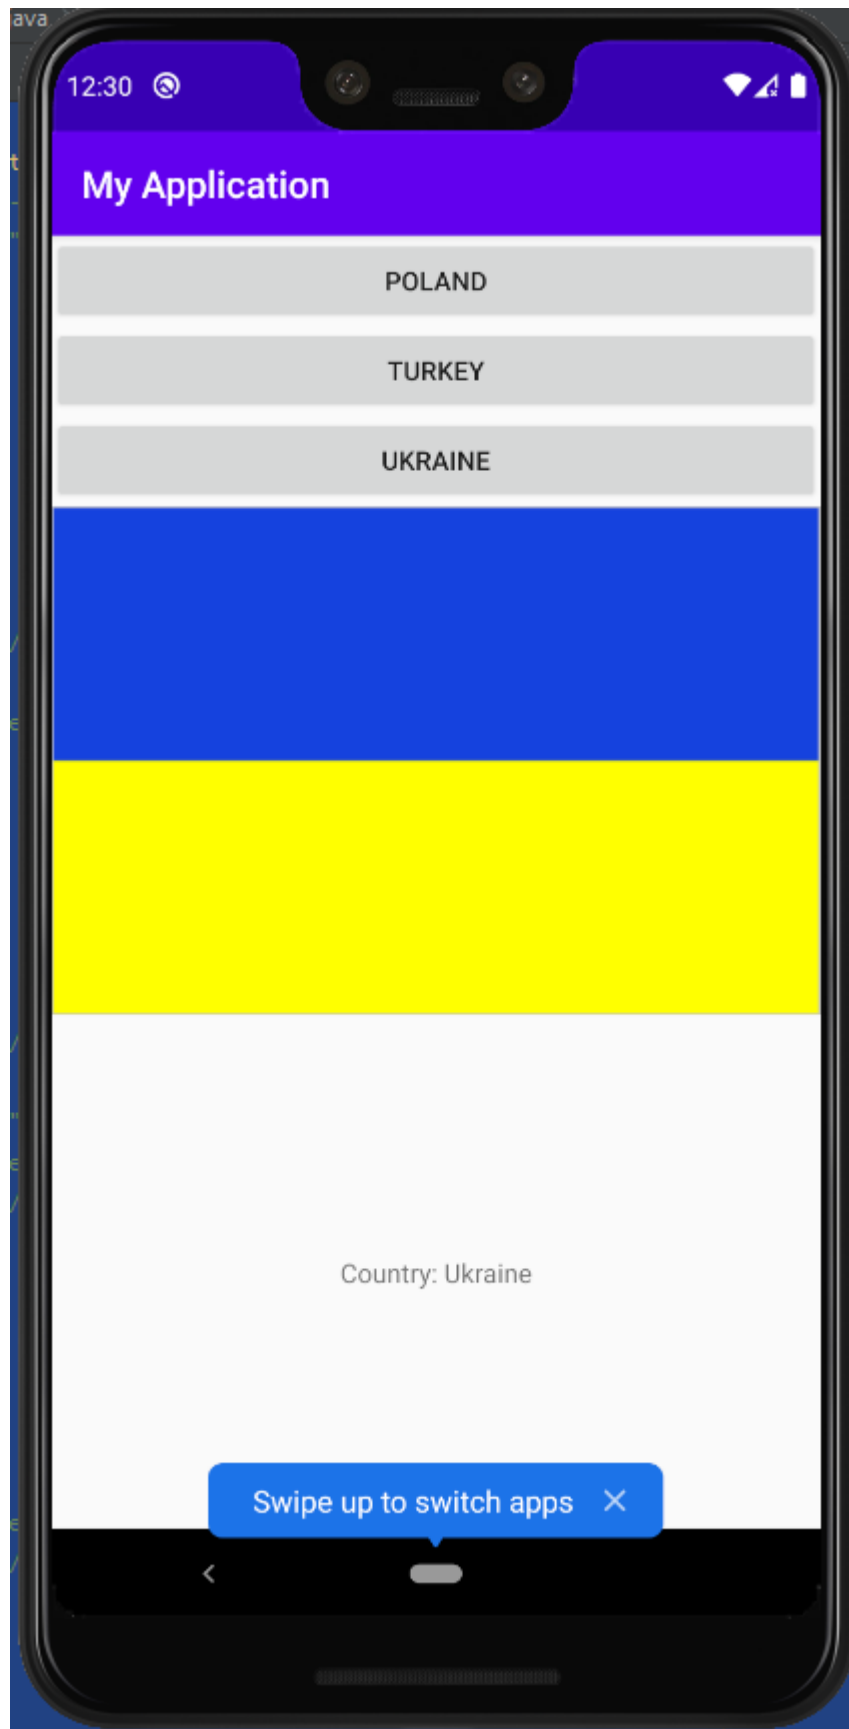 ava
12:30
My Application
POLAND
TURKEY
UKRAINE
Country: Ukraine
Swipe up to switch apps